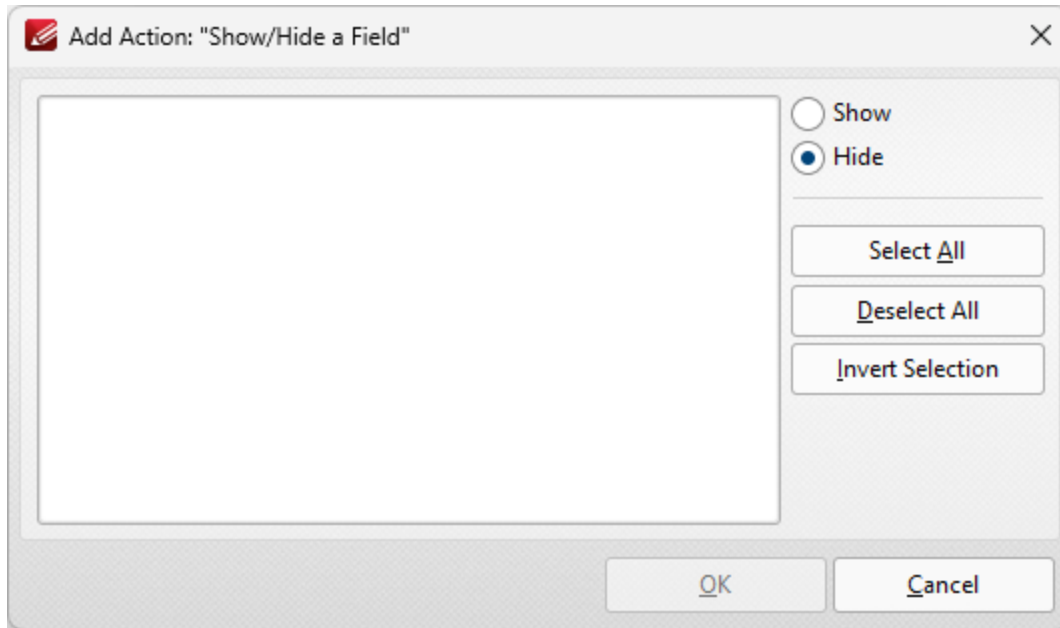 Add Action: "Show/Hide a Field"
Show
Hide
Select All
Deselect All
Invert Selection
OK
Cancel